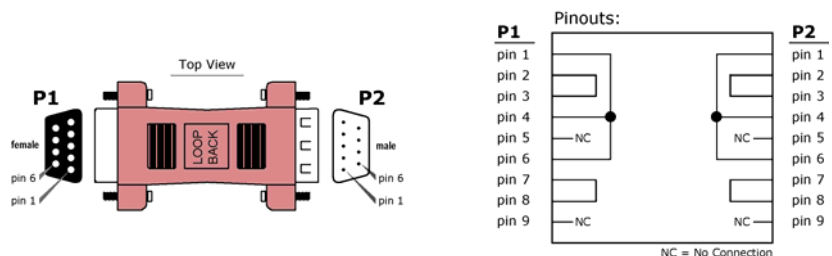 Top View
P1
P2
female
male
LOOP
BACK
pin 6
pin 1
pin 6
pin 1
Pinouts:
P1
P2
pin 1
pin 1
pin 2
pin 2
pin 3
pin 3
pin 4
pin 4
pin 5
NC
NC
pin 5
pin 6
pin 6
pin 7
pin 7
pin 8
pin 8
pin 9
NC
NC
pin 9
NC = No Connection